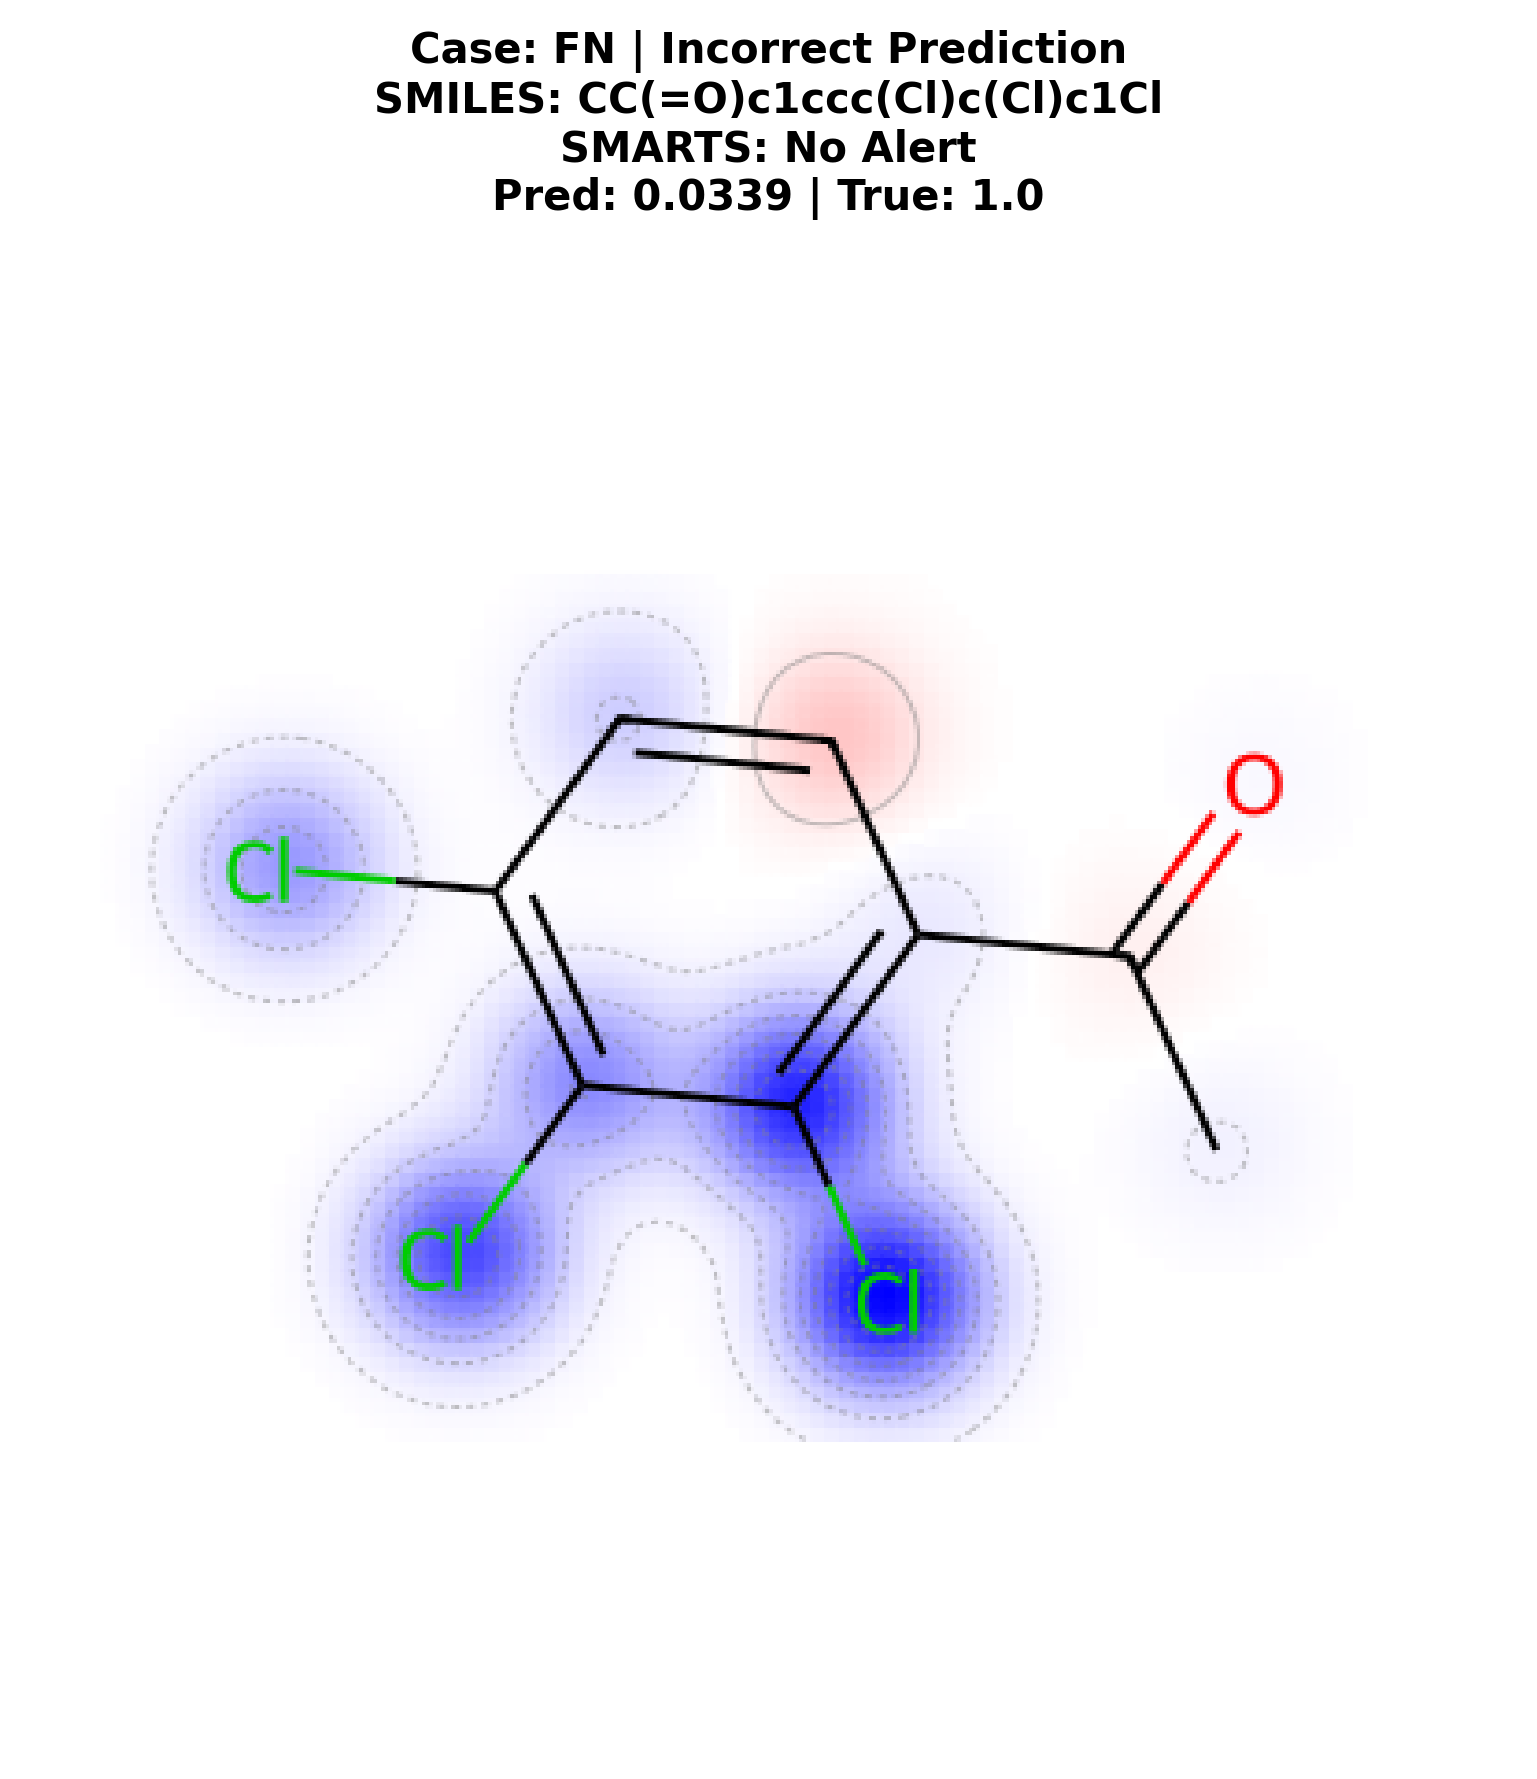 Case: FN | Incorrect Prediction
SMILES: CC(=O)c1ccc(Cl)c(Cl)c1Cl
SMARTS: No Alert
Pred: 0.0339 | True: 1.0
O
Cl
Cl
Cl